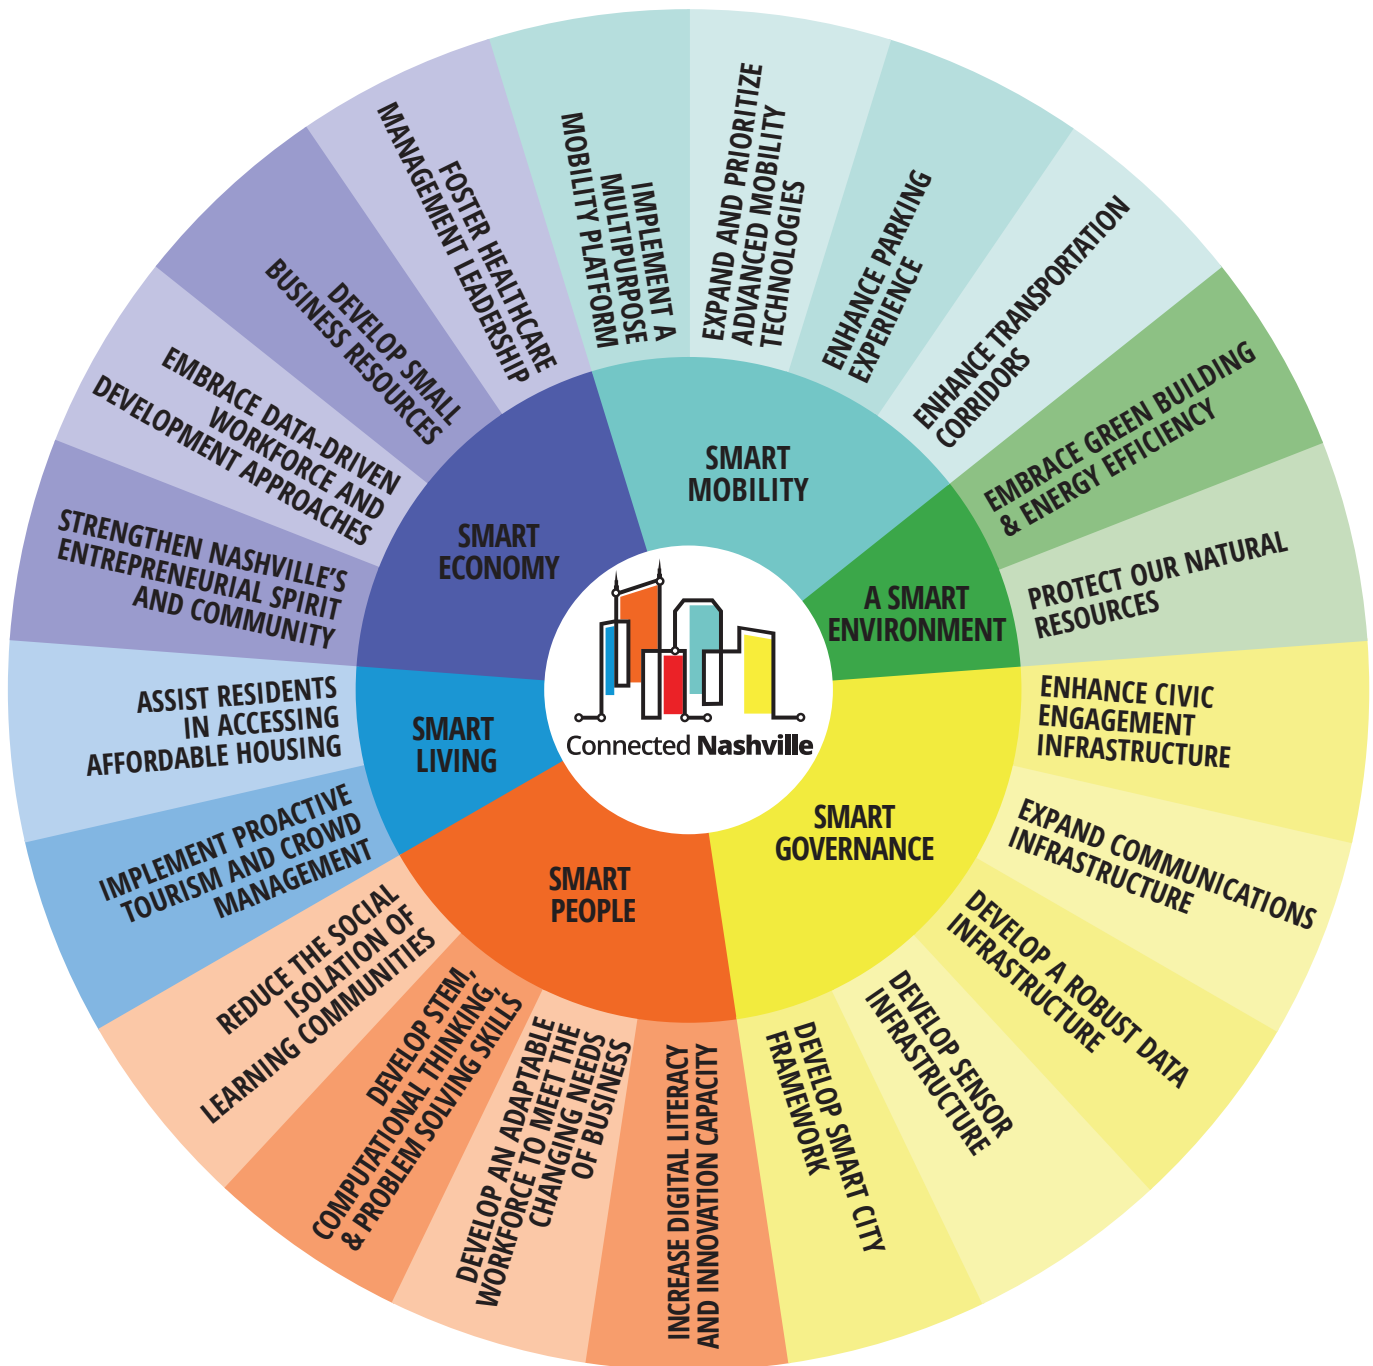 IMPLEMENT A
MULTIPURPOSE
MOBILITY PLATFORM
EXPAND AND PRIORITIZE
ADVANCED MOBILITY
TECHNOLOGIES
ENHANCE PARKING
EXPERIENCE
ENHANCE TRANSPORTATION
CORRIDORS
EMBRACE GREEN BUILDING
& ENERGY EFFICIENCY
PROTECT OUR NATURAL
RESOURCES
ENHANCE CIVIC
ENGAGEMENT
INFRASTRUCTURE
EXPAND COMMUNICATIONS
INFRASTRUCTURE
DEVELOP A ROBUST DATA
INFRASTRUCTURE
DEVELOP SENSOR
INFRASTRUCTURE
DEVELOP SMART CITY
FRAMEWORK
INCREASE DIGITAL LITERACY
AND INNOVATION CAPACITY
DEVELOP AN ADAPTABLE
WORKFORCE TO MEET THE
CHANGING NEEDS
OF BUSINESS
DEVELOP STEM,
COMPUTATIONAL THINKING,
& PROBLEM SOLVING SKILLS
REDUCE THE SOCIAL
ISOLATION OF
LEARNING COMMUNITIES
IMPLEMENT PROACTIVE
TOURISM AND CROWD
MANAGEMENT
ASSIST RESIDENTS
IN ACCESSING
AFFORDABLE HOUSING
STRENGTHEN NASHVILLE'S
ENTREPRENEURIAL SPIRIT
AND COMMUNITY
EMBRACE DATA-DRIVEN
WORKFORCE AND
DEVELOPMENT APPROACHES
DEVELOP SMALL
BUSINESS RESOURCES
FOSTER HEALTHCARE
MANAGEMENT LEADERSHIP
SMART
MOBILITY
A SMART
ENVIRONMENT
SMART
GOVERNANCE
SMART
PEOPLE
SMART
LIVING
SMART
ECONOMY
Connected Nashville